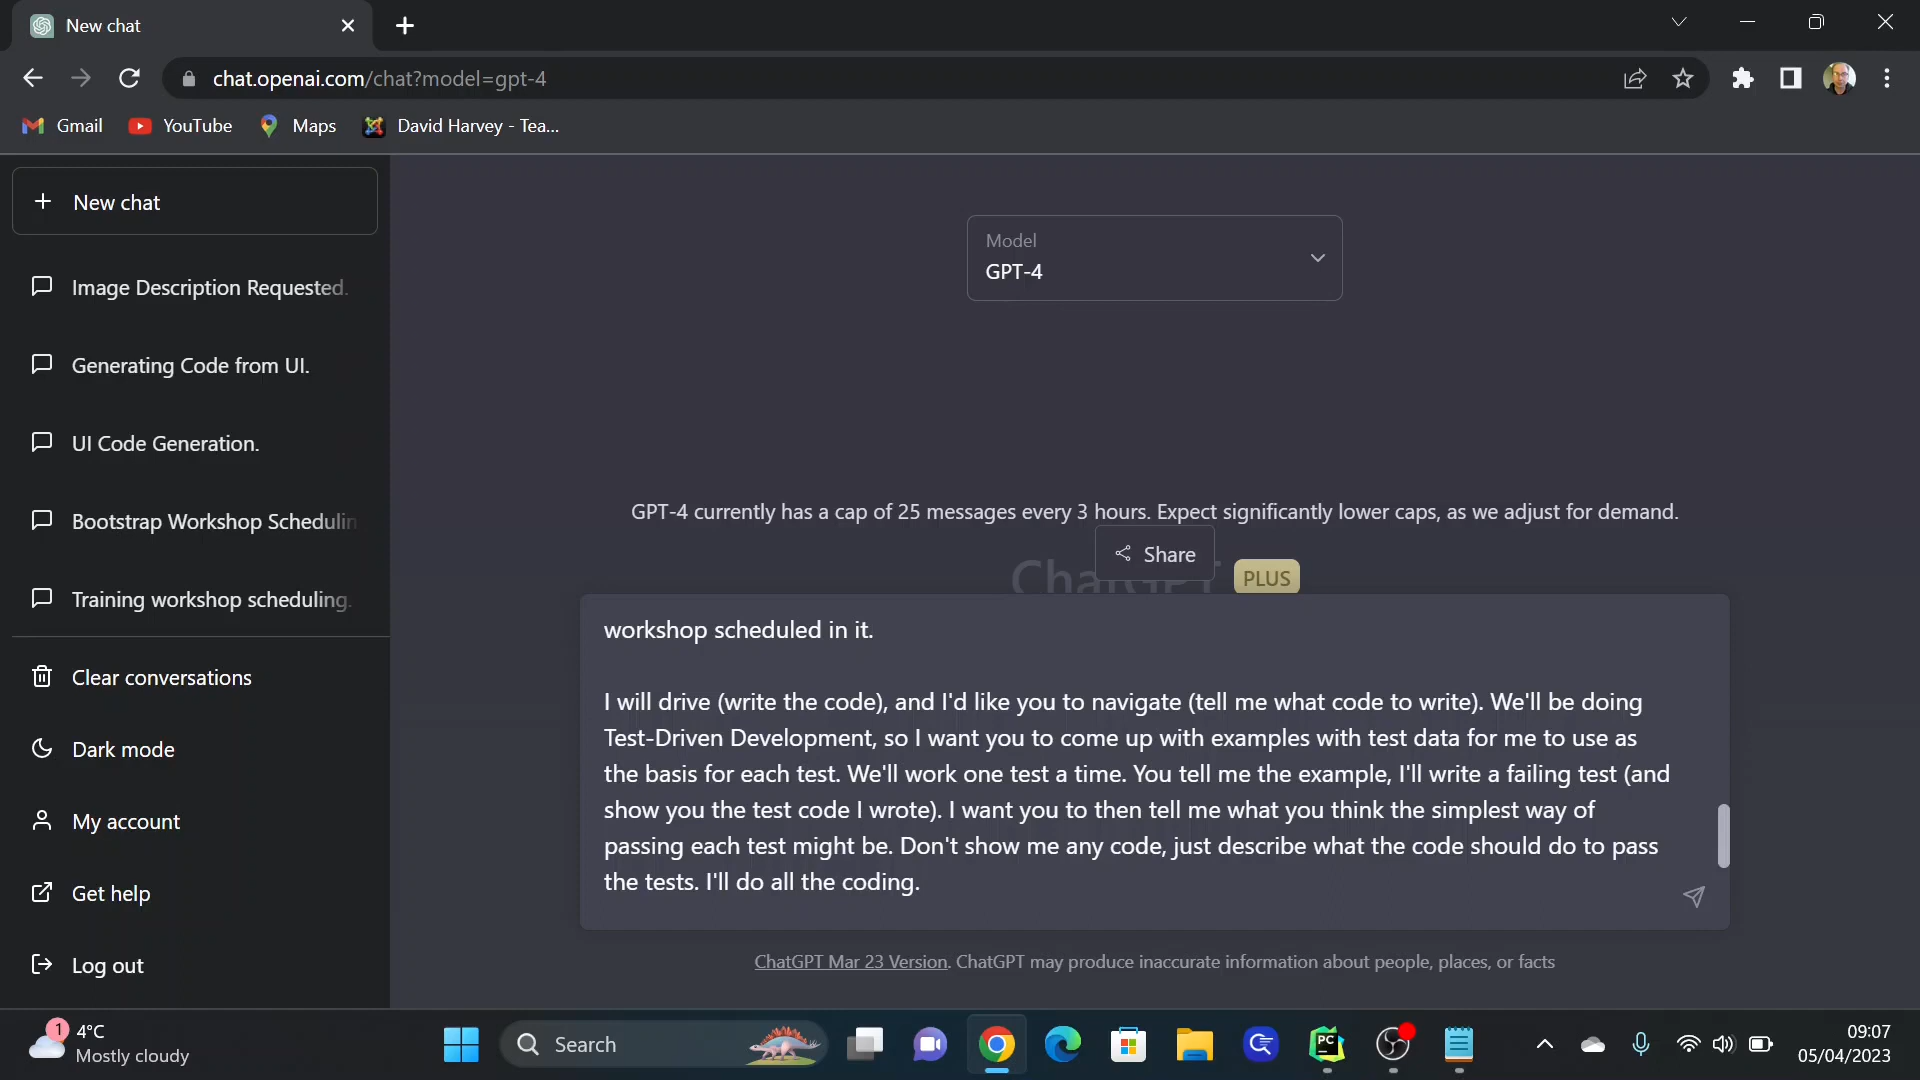 New chat
chat.openai.com/chat?model=gpt-4
Gmail
YouTube
Maps
David Harvey - Tea...
New chat
Image Description Requested.
Generating Code from UI.
UI Code Generation.
Bootstrap Workshop Schedulin
Training workshop scheduling.
Clear conversations
Dark mode
My account
Get help
Log out
Model
GPT-4
GPT-4 currently has a cap of 25 messages every 3 hours. Expect significantly lower caps, as we adjust for demand.
Share
ChatGPT PLUS
workshop scheduled in it.
I will drive (write the code), and I'd like you to navigate (tell me what code to write). We'll be doing
Test-Driven Development, so I want you to come up with examples with test data for me to use as
the basis for each test. We'll work one test a time. You tell me the example, I'll write a failing test (and
show you the test code I wrote). I want you to then tell me what you think the simplest way of
passing each test might be. Don't show me any code, just describe what the code should do to pass
the tests. I'll do all the coding.
ChatGPT Mar 23 Version. ChatGPT may produce inaccurate information about people, places, or facts
1
4°C
Mostly cloudy
Search
PC
09:07
05/04/2023